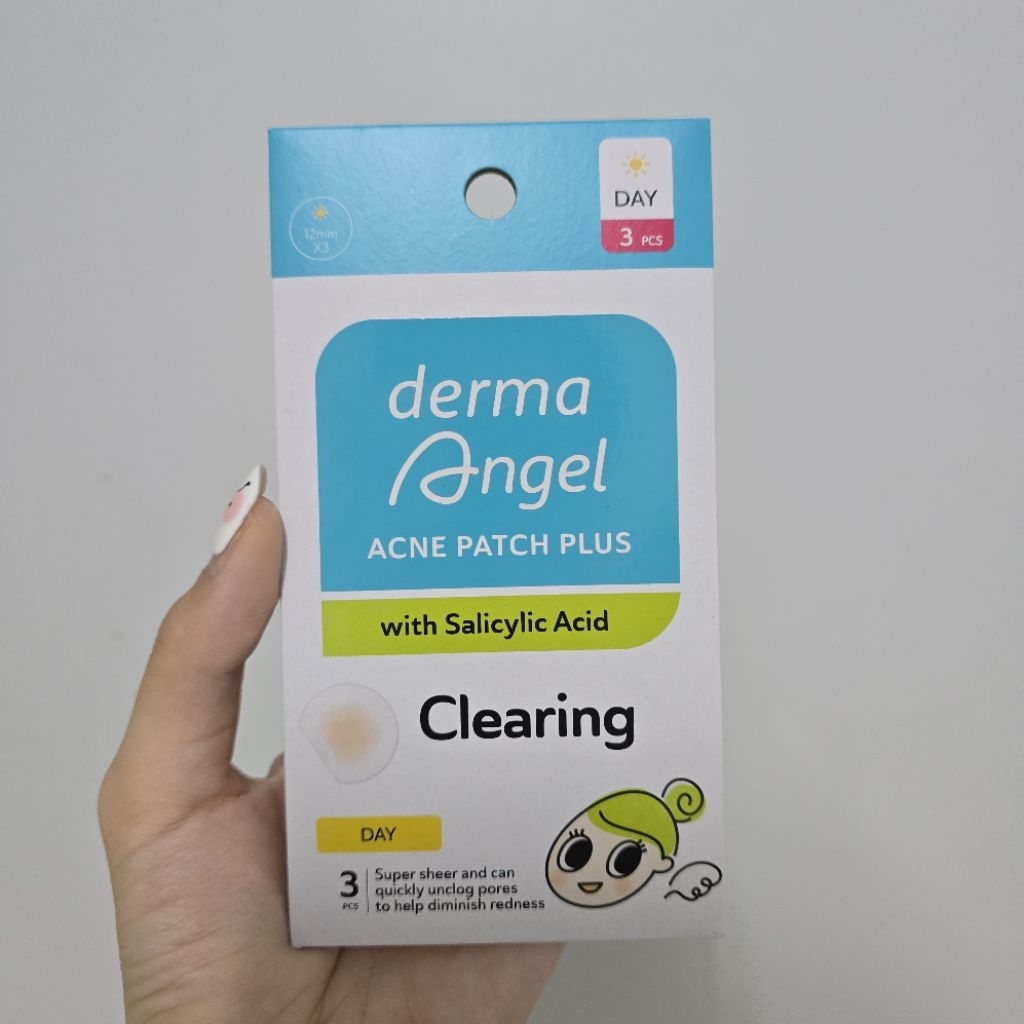 12mm
X3
DAY
3 PCS
derma
Angel
ACNE PATCH PLUS
with Salicylic Acid
Clearing
DAY
3
PCS
Super sheer and can
quickly unclog pores
to help diminish redness